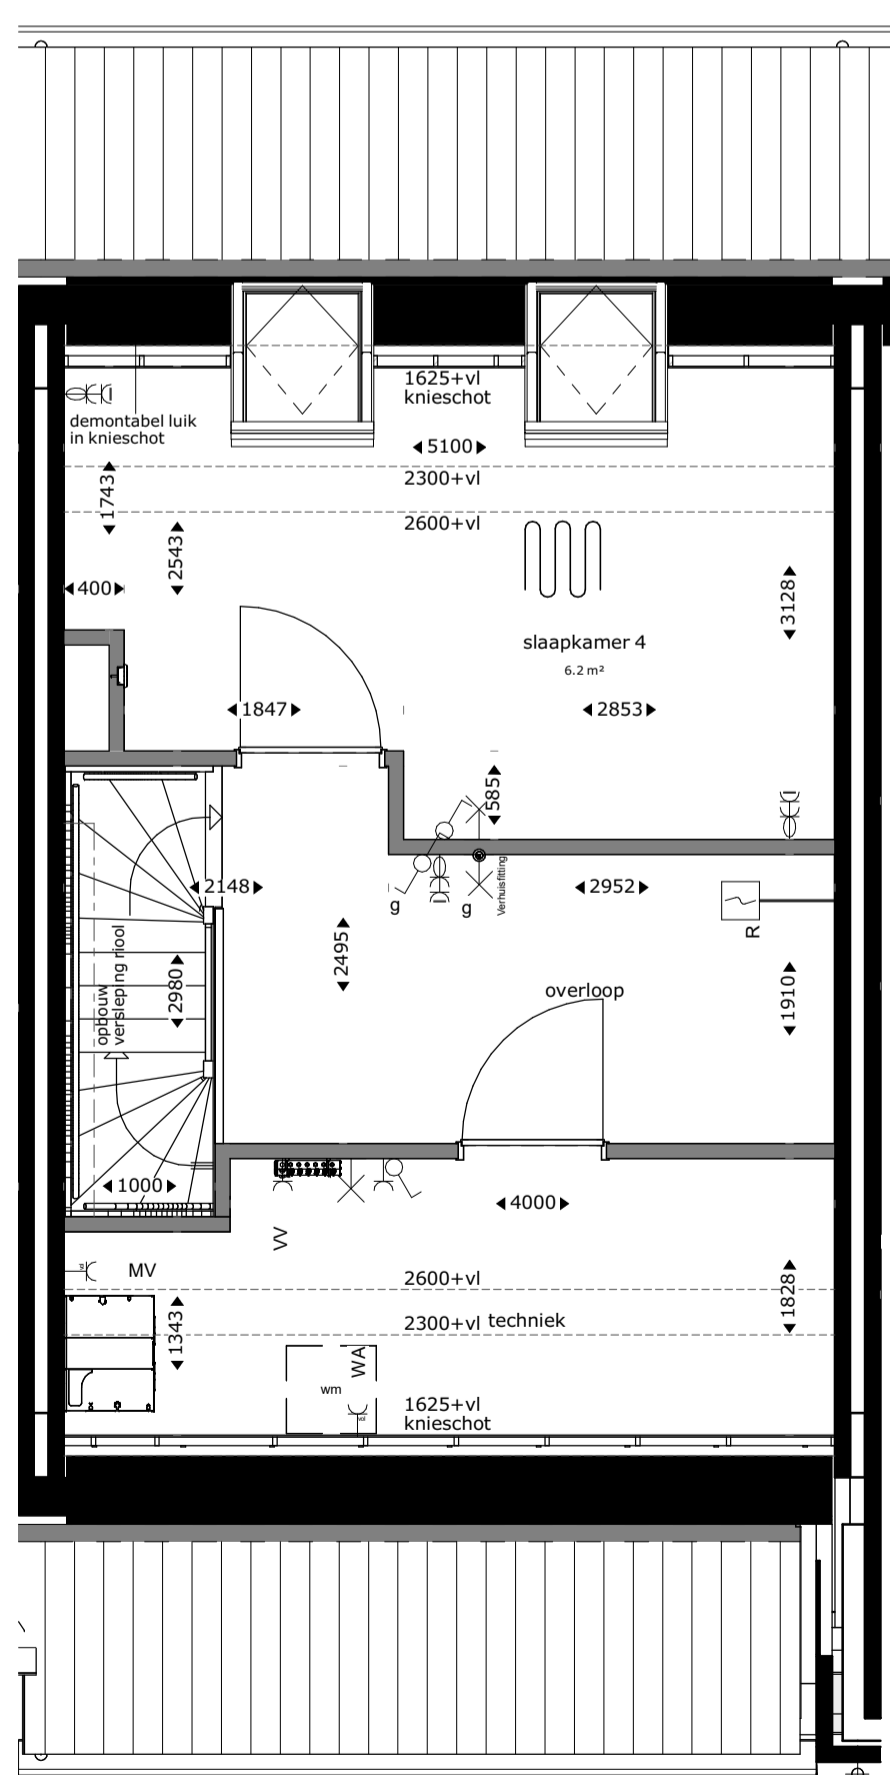 1625+vl
knieschot
demontabel luik
in knieschot
5100
2300+vl
1743
2600+vl
2543
400
3128
slaapkamer 4
6.2 m²
1847
2853
585
2148
g
g
Verhuisfitting
2952
R
2495
opbouw
versleping riool
2980
overloop
1910
1000
4000
VV
MV
2600+vl
1828
1343
2300+vl
techniek
WA
wm
1625+vl
knieschot